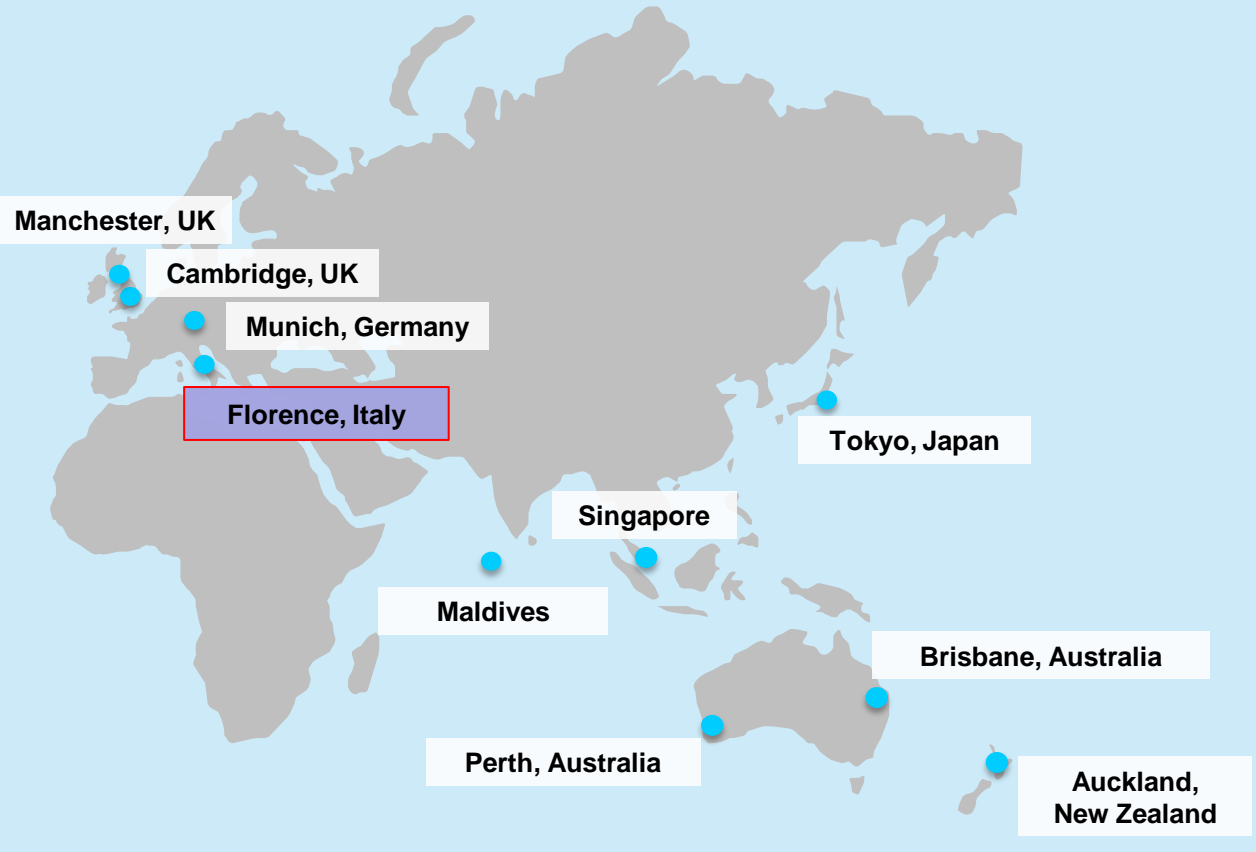 Manchester, UK
Cambridge, UK
Munich, Germany
Florence, Italy
Tokyo, Japan
Singapore
Maldives
Brisbane, Australia
Perth, Australia
Auckland,
New Zealand